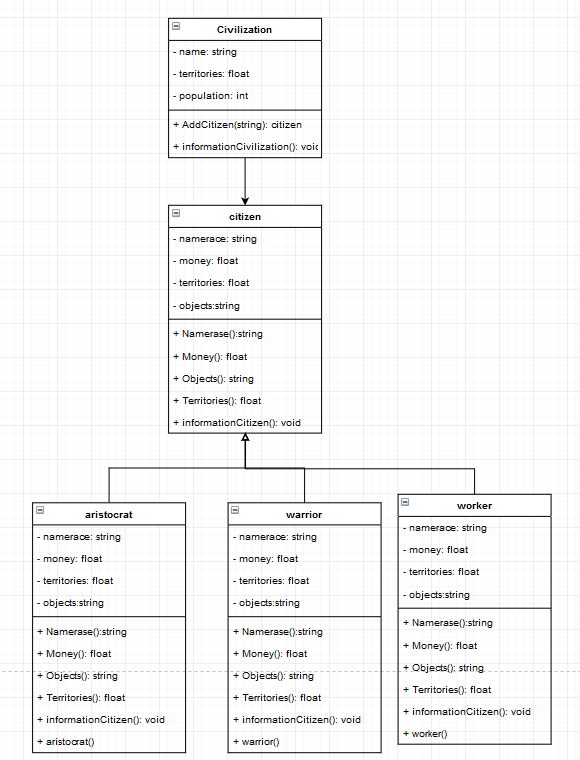 Civilization
- name: string
- territories: float
- population: int
+ AddCitizen(string): citizen
+ informationCivilization(): voic
citizen
- namerace: string
- money: float
- territories: float
- objects:string
+ Namerase():string
+ Money(): float
+ Objects(): string
+ Territories(): float
+ informationCitizen(): void
aristocrat
- namerace: string
- money: float
- territories: float
- objects:string
+ Namerase():string
+ Money(): float
+ Objects(): string
+ Territories(): float
+ informationCitizen(): void
+ aristocrat()
warrior
- namerace: string
- money: float
- territories: float
- objects:string
+ Namerase():string
+ Money(): float
+ Objects(): string
+ Territories(): float
+ informationCitizen(): void
+ warrior()
worker
- namerace: string
- money: float
- territories: float
- objects:string
+ Namerase():string
+ Money(): float
+ Objects(): string
+ Territories(): float
+ informationCitizen(): void
+ worker()